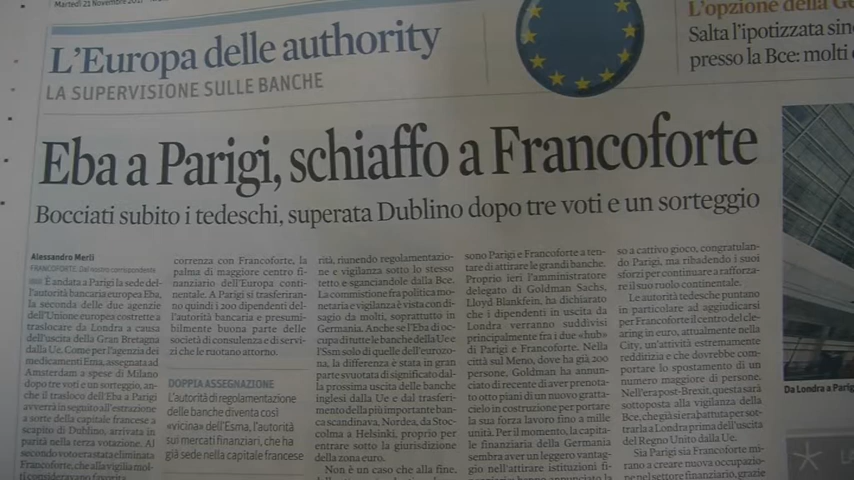 Martedì 21 Novembre
L'Europa delle authority
LA SUPERVISIONE SULLE BANCHE
L'opzione della
Salta l'ipotizzata
presso la Bce: molti
Eba a Parigi, schiaffo a Francoforte
Bocciati subito i tedeschi, superata Dublino dopo tre voti e un sorteggio
Alessandro Merli
FRANCOFORTE. Dal nostro corrispondente
È andata a Parigi la sede del-
l'autorità bancaria europea Eba,
la seconda delle due agenzie
dell'Unione europea costrette a
traslocare da Londra a causa
dell'uscita della Gran Bretagna
dalla Ue. Come per l'agenzia dei
medicinali Ema, assegnata ad
Amsterdam a spese di Milano
dopo tre voti e un sorteggio, an-
che il trasloco dell'Eba a Parigi
avverrà in seguito all'estrazione
a sorte della capitale francese a
scapito di Dublino, arrivata in
parità nella terza votazione. Al
secondo voto era stata eliminata
Francoforte, che alla vigilia mol-
ti consideravano favorita
correnza con Francoforte, la
palma di maggiore centro fi-
nanziario dell'Europa conti-
nentale. A Parigi si trasferiran-
no quindi i 200 dipendenti del-
l'autorità bancaria e presumi-
bilmente buona parte delle
società di consulenza e di servi-
zi che le ruotano attorno.
DOPPIA ASSEGNAZIONE
L'autorità di regolamentazione
delle banche diventa così
«vicina» dell'Esma, l'autorità
sui mercati finanziari, che ha
già sede nella capitale francese
rità, riunendo regolamentazio-
ne e vigilanza sotto lo stesso
tetto e sganciandole dalla Bce.
La commistione fra politica mo-
netaria e vigilanza è vista con di-
sagio da molti, soprattutto in
Germania. Anche se l'Eba di oc-
cupa di tutte le banche della Ue e
l'Ssm solo di quelle dell'eurozo-
na, la differenza è stata in gran
parte svuotata di significato dal-
la prossima uscita delle banche
inglesi dalla Ue e dal trasferi-
mento della più importante ban-
ca scandinava, Nordea, da Stoc-
colma a Helsinki, proprio per
entrare sotto la giurisdizione
della zona euro.
Non è un caso che alla fine,
sono Parigi e Francoforte a ten-
tare di attirare le grandi banche.
Proprio ieri l'amministratore
delegato di Goldman Sachs,
Lloyd Blankfein, ha dichiarato
che i dipendenti in uscita da
Londra verranno suddivisi
principalmente fra i due «hub»
di Parigi e Francoforte. Nella
città sul Meno, dove ha già 200
persone, Goldman ha annun-
ciato di recente di aver prenota-
to otto piani di un nuovo gratta-
cielo in costruzione per portare
la sua forza lavoro fino a mille
unità. Per il momento, la capita-
le finanziaria della Germania
sembra aver un leggero vantag-
gio nell'attrarre istituzioni fi-
so a cattivo gioco, congratulan-
do Parigi, ma ribadendo i suoi
sforzi per continuare a rafforza-
re il suo ruolo continentale.
Le autorità tedesche puntano
in particolare ad aggiudicarsi
per Francoforte il centro del cle-
aring in euro, attualmente nella
City, un'attività estremamente
redditizia e che dovrebbe com-
portare lo spostamento di un
numero maggiore di persone.
Nell'era post-Brexit, questa sarà
sottoposta alla vigilanza della
Bce, che già si era battuta per sot-
trarla a Londra prima dell'uscita
del Regno Unito dalla Ue.
Sia Parigi sia Francoforte mi-
rano a creare nuova occupazio-
ne nel settore finanziario, grazie
Da Londra a Parigi